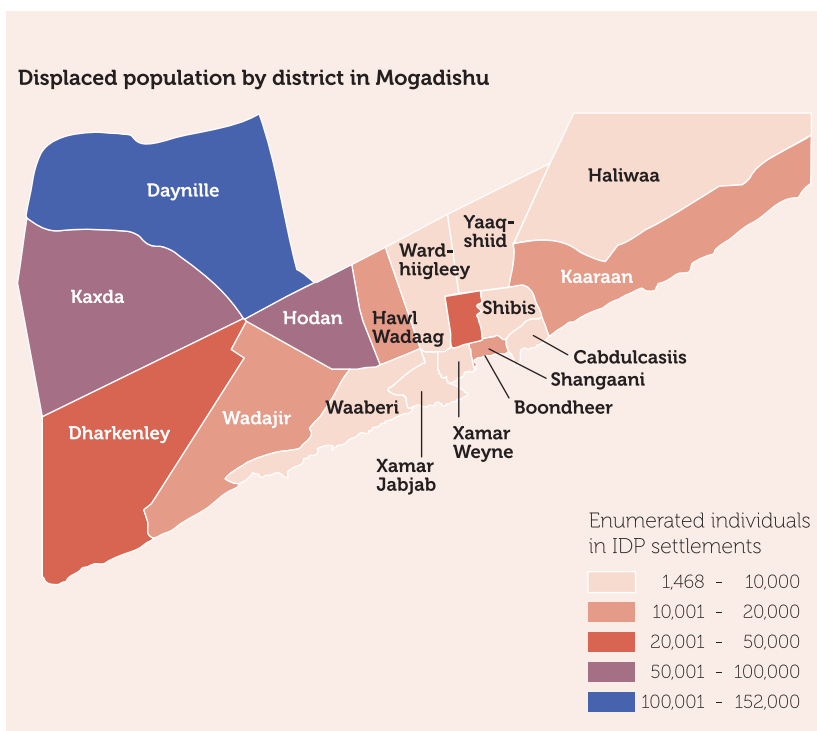 Displaced population by district in Mogadishu
Daynille
Haliwaa
Yaaq-
shiid
Ward-
hiigleey
Kaaraan
Kaxda
Hodan
Hawl
Wadaag
Shibis
Cabdulcasiis
Shangaani
Boondheer
Dharkenley
Wadajir
Waaberi
Xamar
Weyne
Xamar
Jabjab
Enumerated individuals
in IDP settlements
1,468 - 10,000
10,001 - 20,000
20,001 - 50,000
50,001 - 100,000
100,001 - 152,000